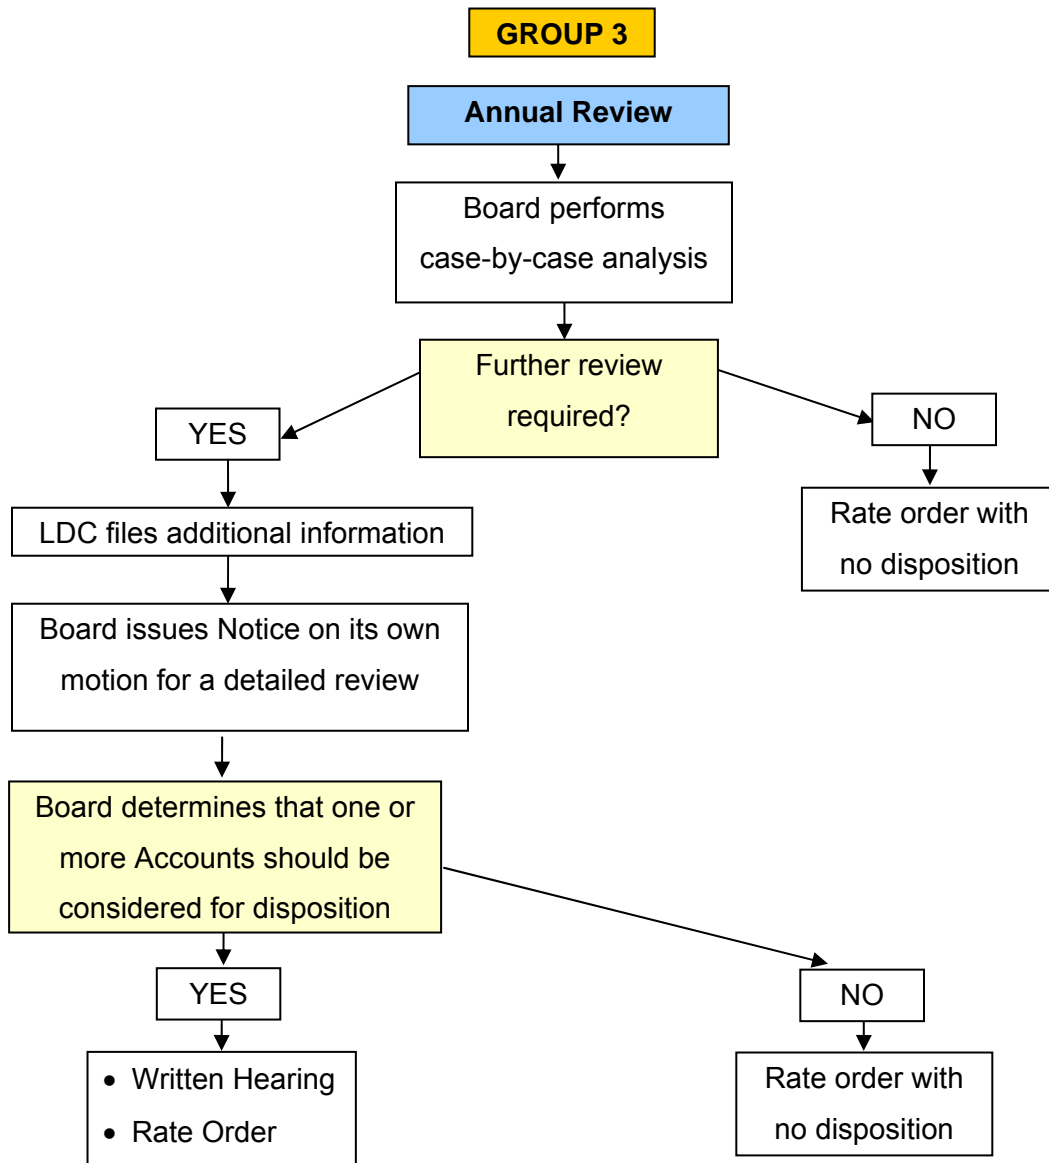 GROUP 3
Annual Review
Board performs
case-by-case analysis
Further review
required?
YES
NO
LDC files additional information
Rate order with
no disposition
Board issues Notice on its own
motion for a detailed review
Board determines that one or
more Accounts should be
considered for disposition
YES
NO
• Written Hearing
• Rate Order
Rate order with
no disposition